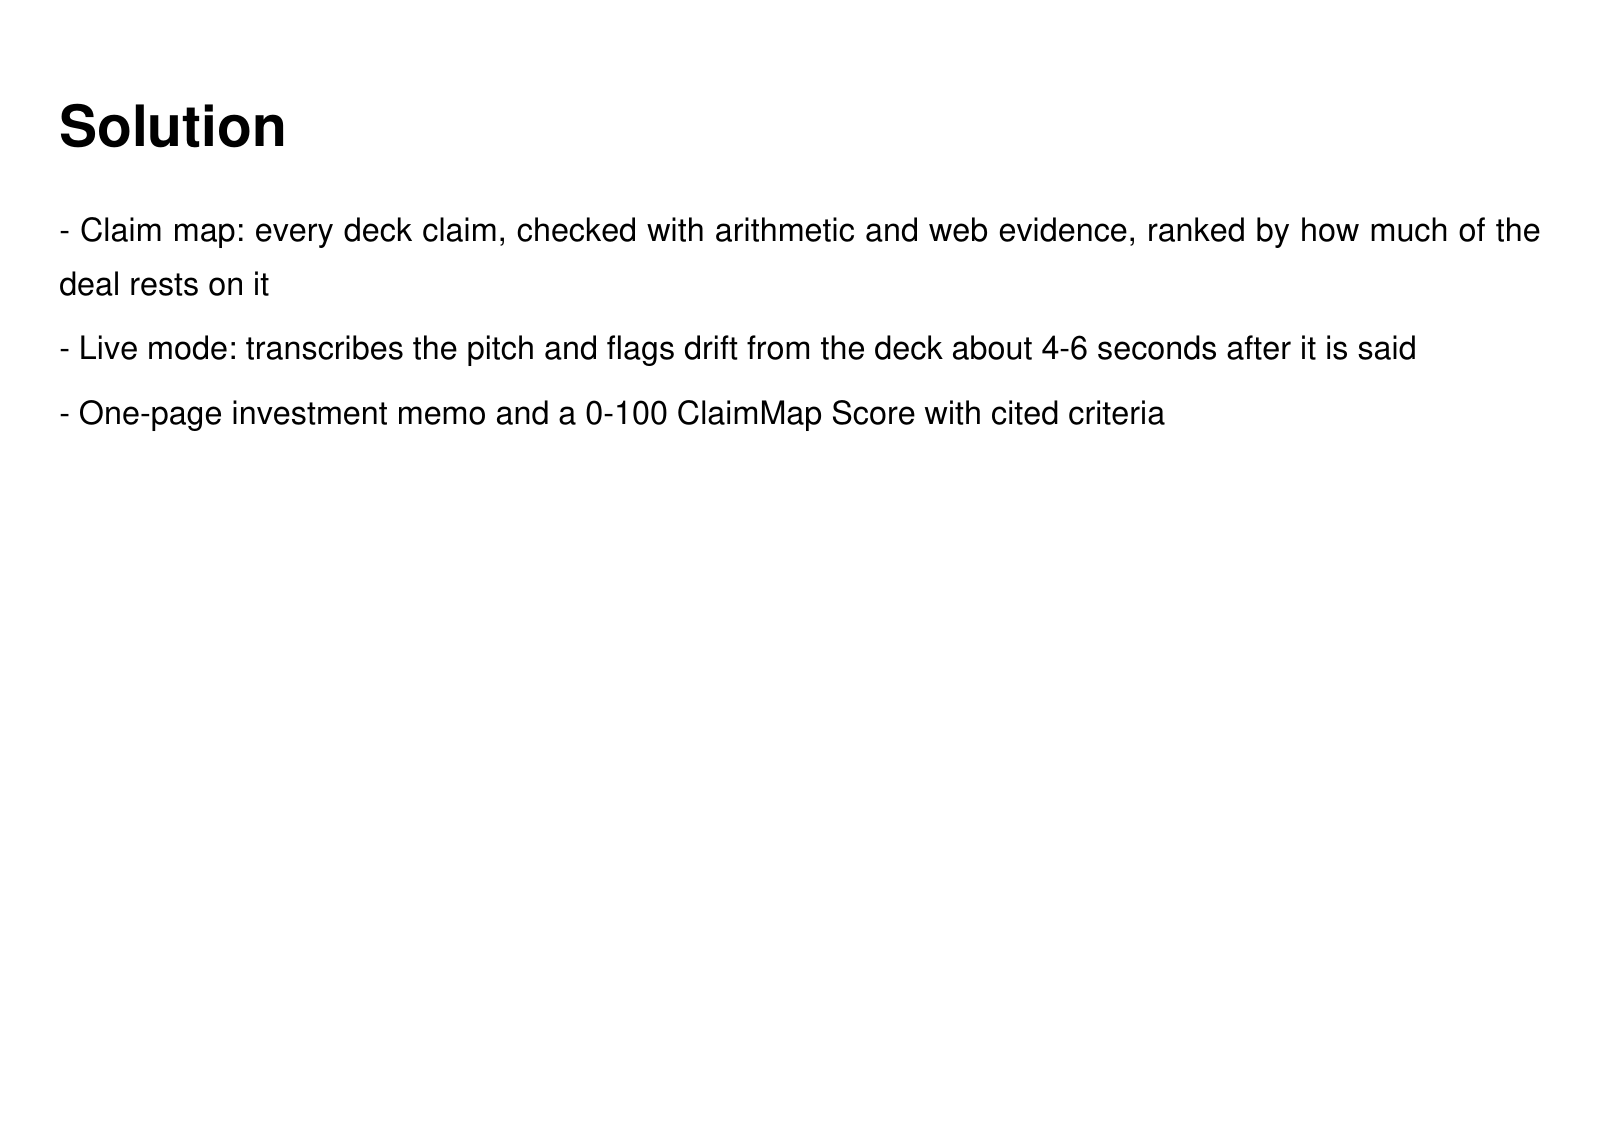 Solution
- Claim map: every deck claim, checked with arithmetic and web evidence, ranked by how much of the
deal rests on it
- Live mode: transcribes the pitch and flags drift from the deck about 4-6 seconds after it is said
- One-page investment memo and a 0-100 ClaimMap Score with cited criteria